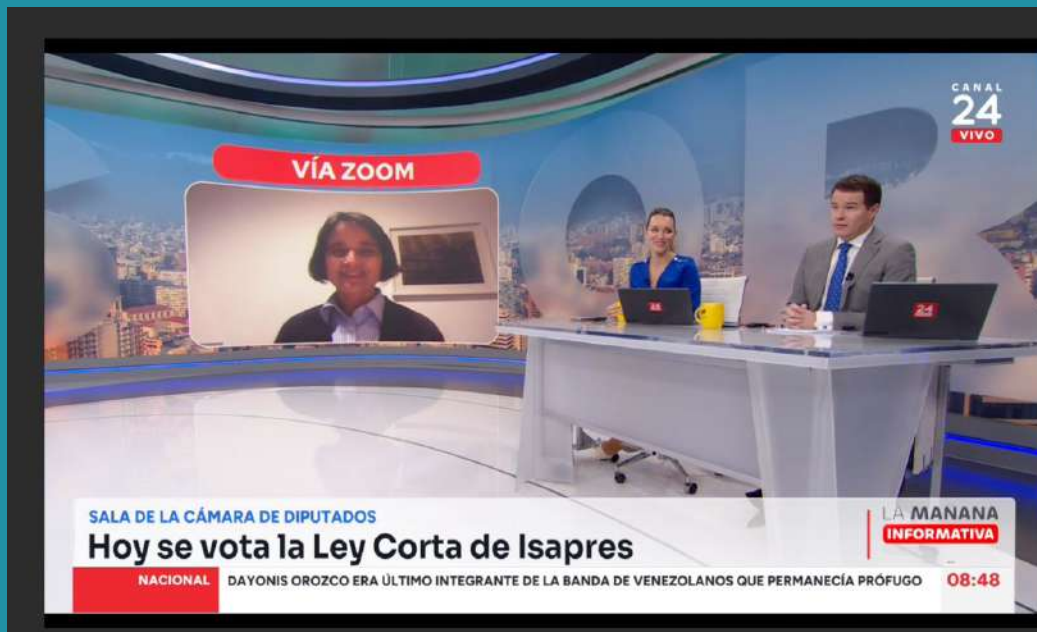 CANAL
24
VIVO
VÍA ZOOM
24
24
SALA DE LA CÁMARA DE DIPUTADOS
Hoy se vota la Ley Corta de Isapres
LA MAÑANA
INFORMATIVA
NACIONAL DAYONIS OROZCO ERA ÚLTIMO INTEGRANTE DE LA BANDA DE VENEZOLANOS QUE PERMANECÍA PRÓFUGO 08:48